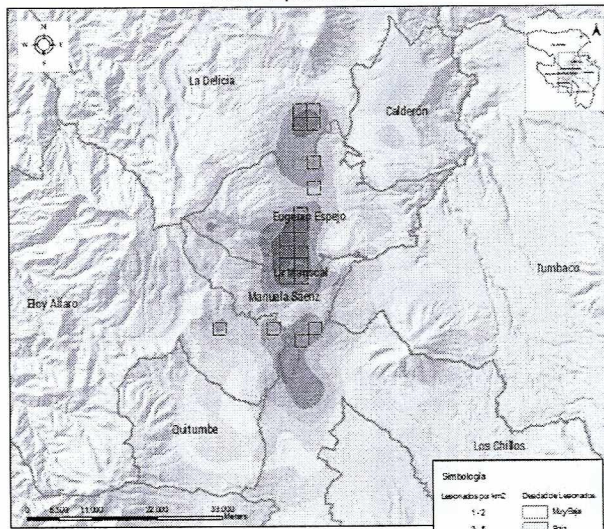 N
W E
S
La Delicia
Calderón
Eugenio Espejo
La Mariscal
Tumbaco
Manuela Sáenz
Eloy Alfaro
Quitumbe
Los Chillos
Simbología
Lesionados por km2 Densidad de Lesionados
1 - 2 Muy Baja
0 5.500 11.000 22.000 33.000
Meters